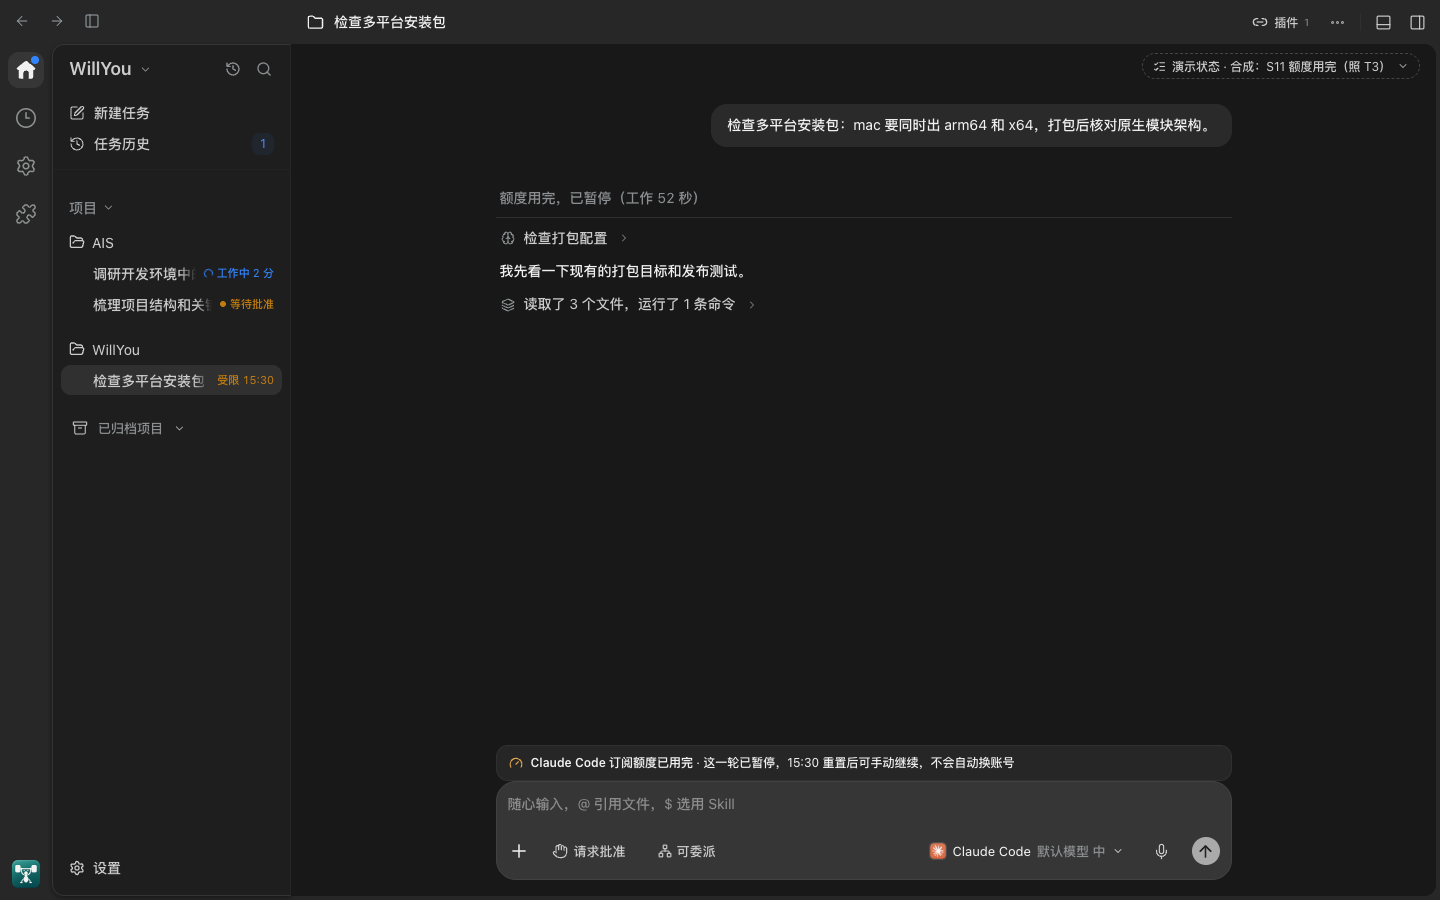 检查多平台安装包
插件 1
WillYou
新建任务
任务历史 1
项目
AIS
调研开发环境中 工作中 2 分
梳理项目结构和关 等待批准
WillYou
检查多平台安装包 受限 15:30
已归档项目
设置
演示状态 · 合成：S11 额度用完（照 T3）
检查多平台安装包：mac 要同时出 arm64 和 x64，打包后核对原生模块架构。
额度用完，已暂停（工作 52 秒）
检查打包配置
我先看一下现有的打包目标和发布测试。
读取了 3 个文件，运行了 1 条命令
Claude Code 订阅额度已用完 · 这一轮已暂停，15:30 重置后可手动继续，不会自动换账号
随心输入，@ 引用文件，$ 选用 Skill
请求批准 可委派 Claude Code 默认模型 中